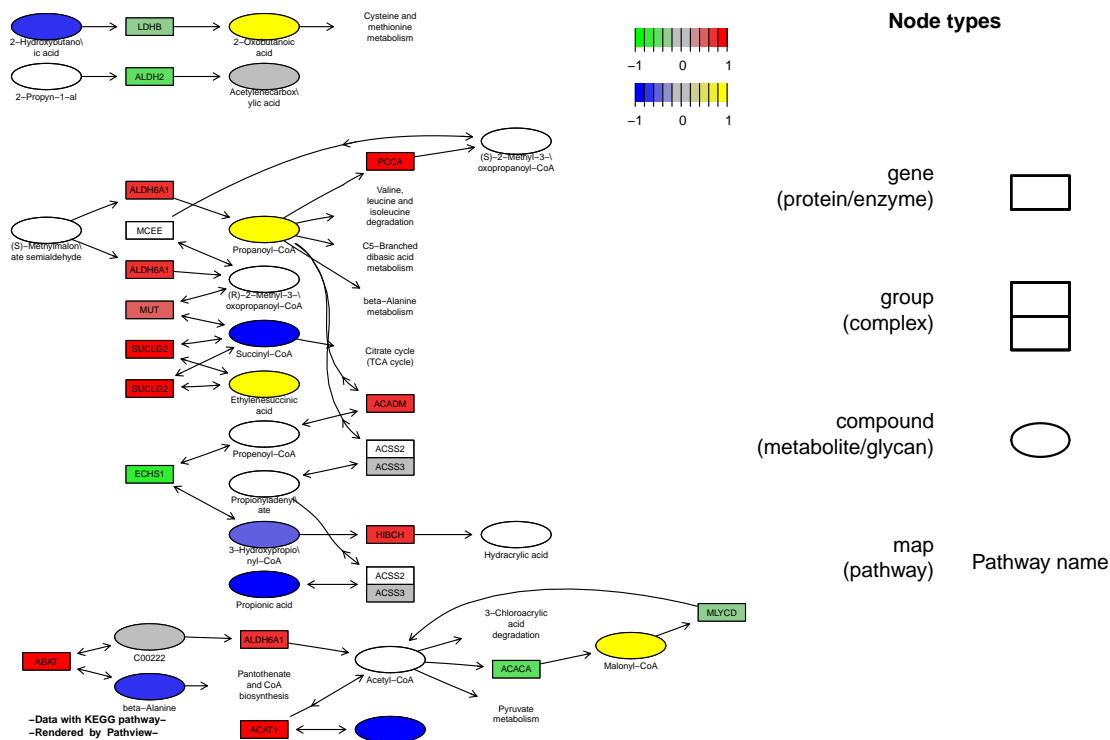 LDHB
2−Hydroxybutano\
ic acid
2−Oxobutanoic
acid
Cysteine and
methionine
metabolism
ALDH2
2−Propyn−1−al
Acetylenecarbox\
ylic acid
−1
0
1
−1
0
1
Node types
gene
(protein/enzyme)
group
(complex)
compound
(metabolite/glycan)
map
(pathway)
Pathway name
PCCA
(S)−2−Methyl−3−\
oxopropanoyl−CoA
ALDH6A1
Valine,
leucine and
isoleucine
degradation
MCEE
(S)−Methylmalon\
ate semialdehyde
Propanoyl−CoA
C5−Branched
dibasic acid
metabolism
ALDH6A1
(R)−2−Methyl−3−\
oxopropanoyl−CoA
beta−Alanine
metabolism
MUT
SUCLG2
Succinyl−CoA
Citrate cycle
(TCA cycle)
SUCLG2
Ethylenesuccinic
acid
ACADM
Propenoyl−CoA
ACSS2
ACSS3
ECHS1
Propionyladenyl\
ate
3−Hydroxypropio\
nyl−CoA
HIBCH
Hydracrylic acid
Propionic acid
ACSS2
ACSS3
3−Chloroacrylic
acid
degradation
MLYCD
C00222
ALDH6A1
ABAT
Acetyl−CoA
ACACA
Malonyl−CoA
beta−Alanine
Pantothenate
and CoA
biosynthesis
Pyruvate
metabolism
ACAT1
−Data with KEGG pathway−
−Rendered by Pathview−